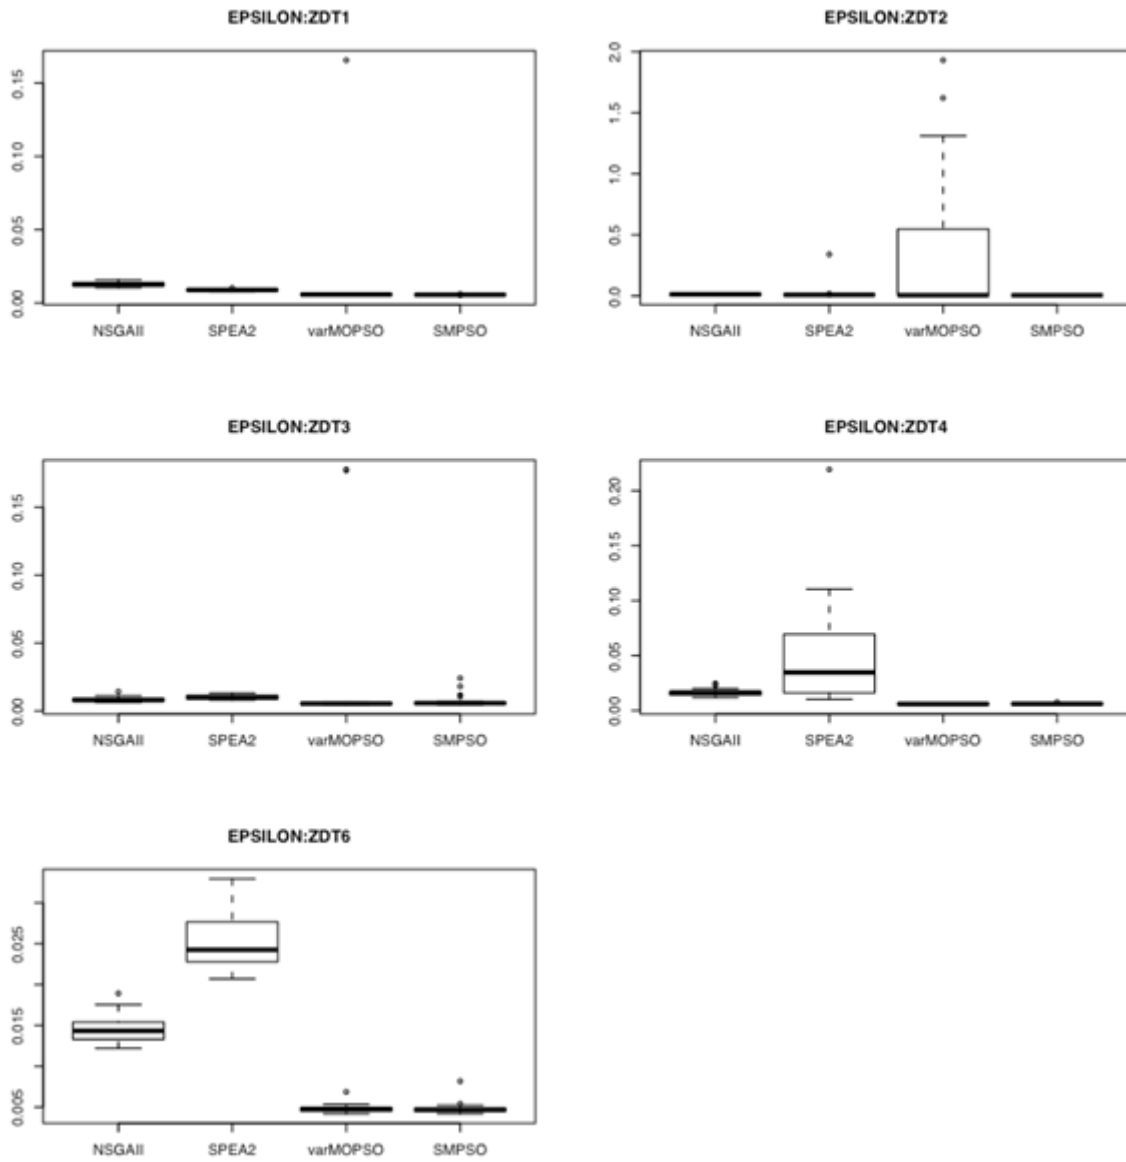 EPSILON:ZDT1
0.15
0.10
0.05
0.00
NSGAII SPEA2 varMOPSO SMPSO
EPSILON:ZDT2
2.0
1.5
1.0
0.5
0.0
NSGAII SPEA2 varMOPSO SMPSO
EPSILON:ZDT3
0.15
0.10
0.05
0.00
NSGAII SPEA2 varMOPSO SMPSO
EPSILON:ZDT4
0.20
0.15
0.10
0.05
0.00
NSGAII SPEA2 varMOPSO SMPSO
EPSILON:ZDT6
0.025
0.015
0.005
NSGAII SPEA2 varMOPSO SMPSO